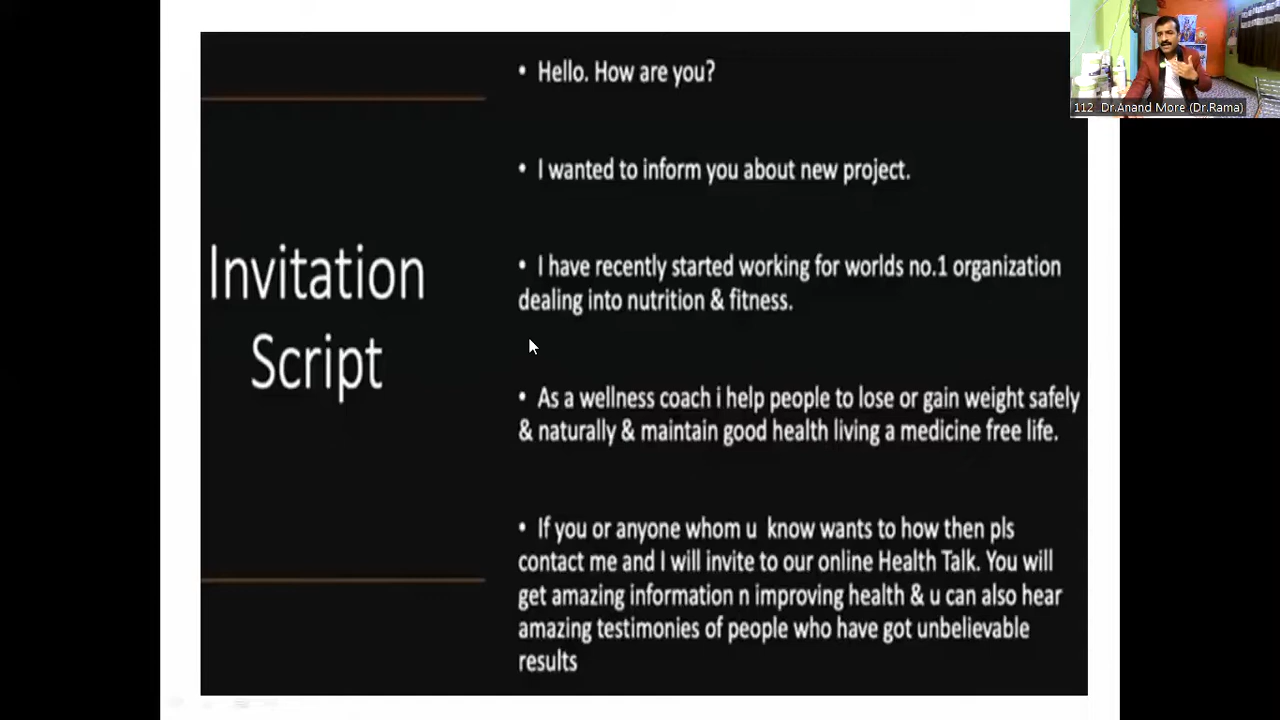 Invitation
Script
• Hello. How are you?
• I wanted to inform you about new project.
• I have recently started working for worlds no.1 organization
dealing into nutrition & fitness.
• As a wellness coach i help people to lose or gain weight safely
& naturally & maintain good health living a medicine free life.
• If you or anyone whom u know wants to how then pls
contact me and I will invite to our online Health Talk. You will
get amazing information n improving health & u can also hear
amazing testimonies of people who have got unbelievable
results
112 Dr.Anand More (Dr.Rama)